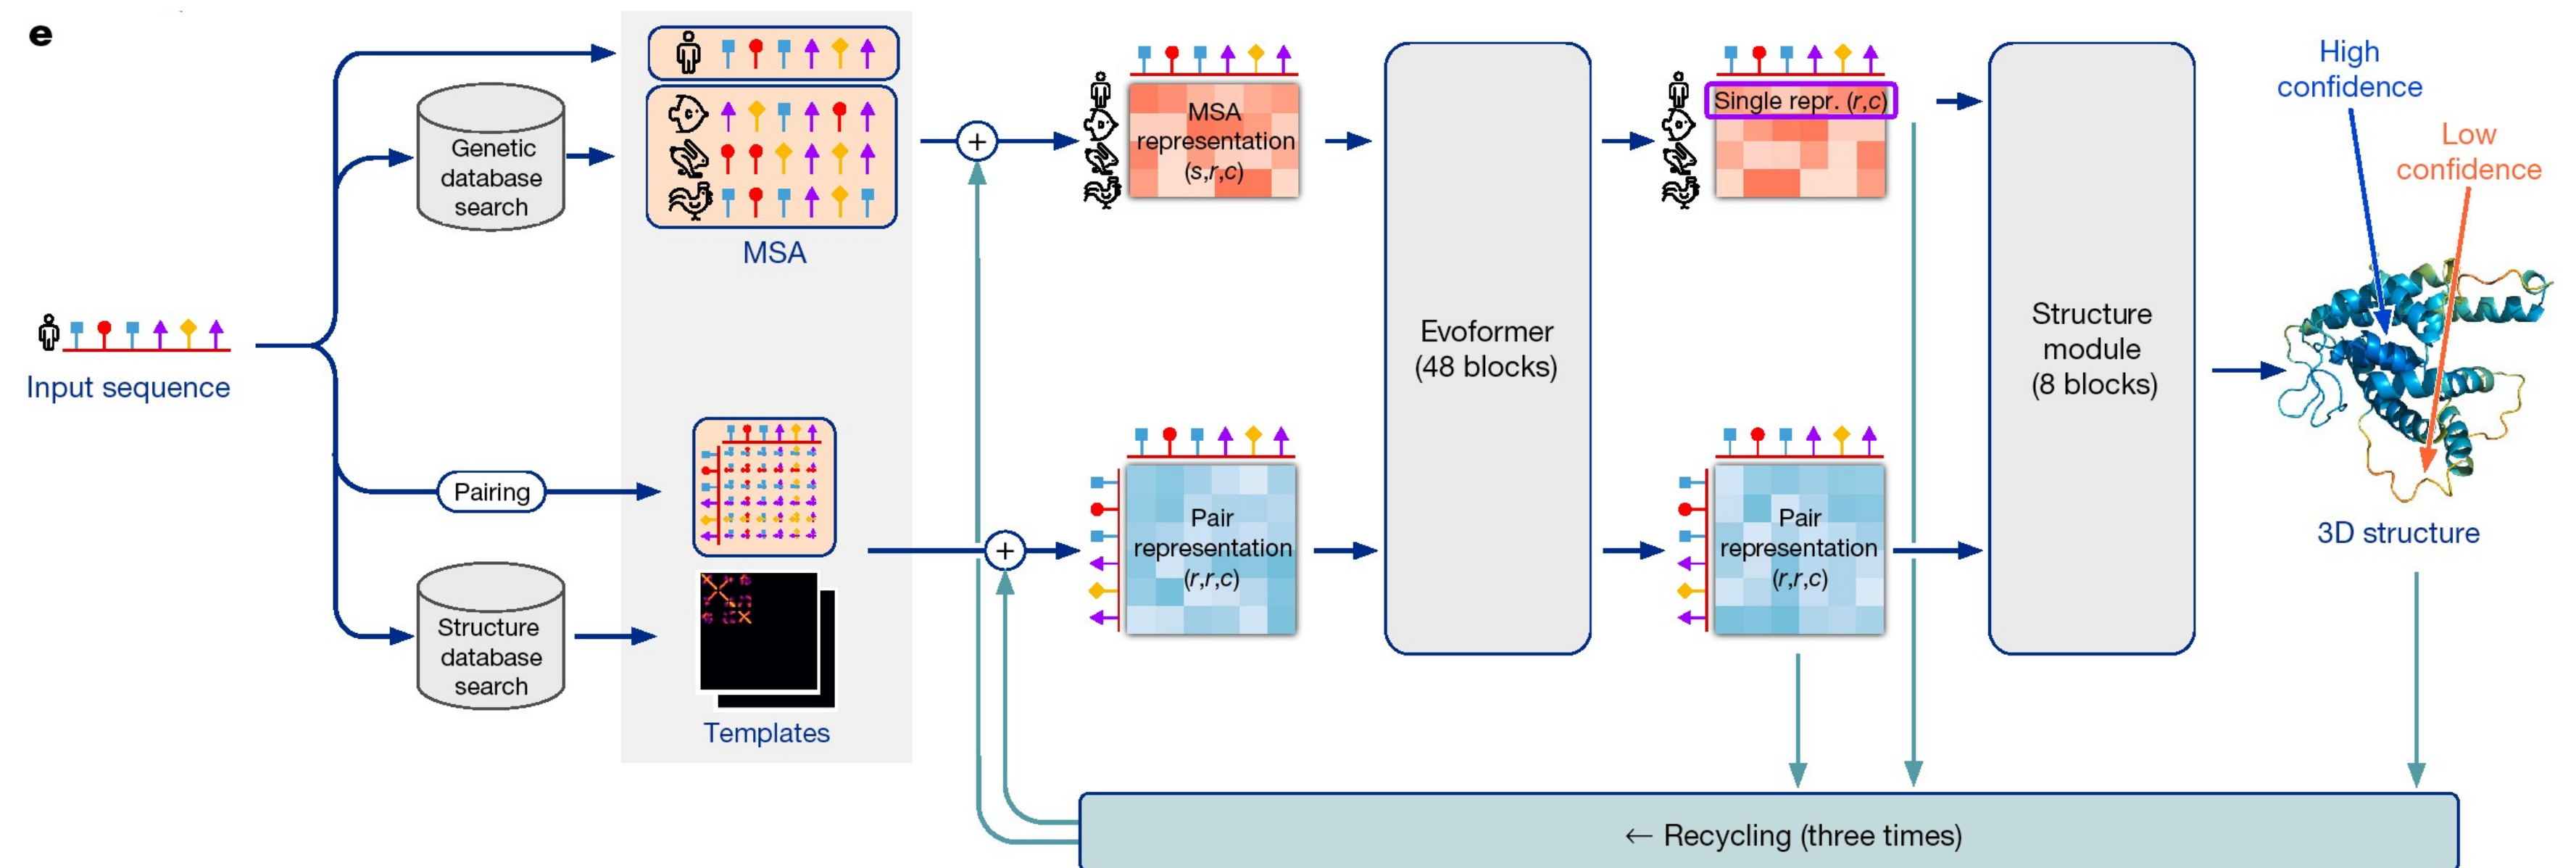 e
Input sequence
Genetic
database
search
Pairing
Structure
database
search
MSA
Templates
+
+
MSA
representation
(s,r,c)
Pair
representation
(r,r,c)
Evoformer
(48 blocks)
Single repr. (r,c)
Pair
representation
(r,r,c)
Structure
module
(8 blocks)
High
confidence
Low
confidence
3D structure
← Recycling (three times)